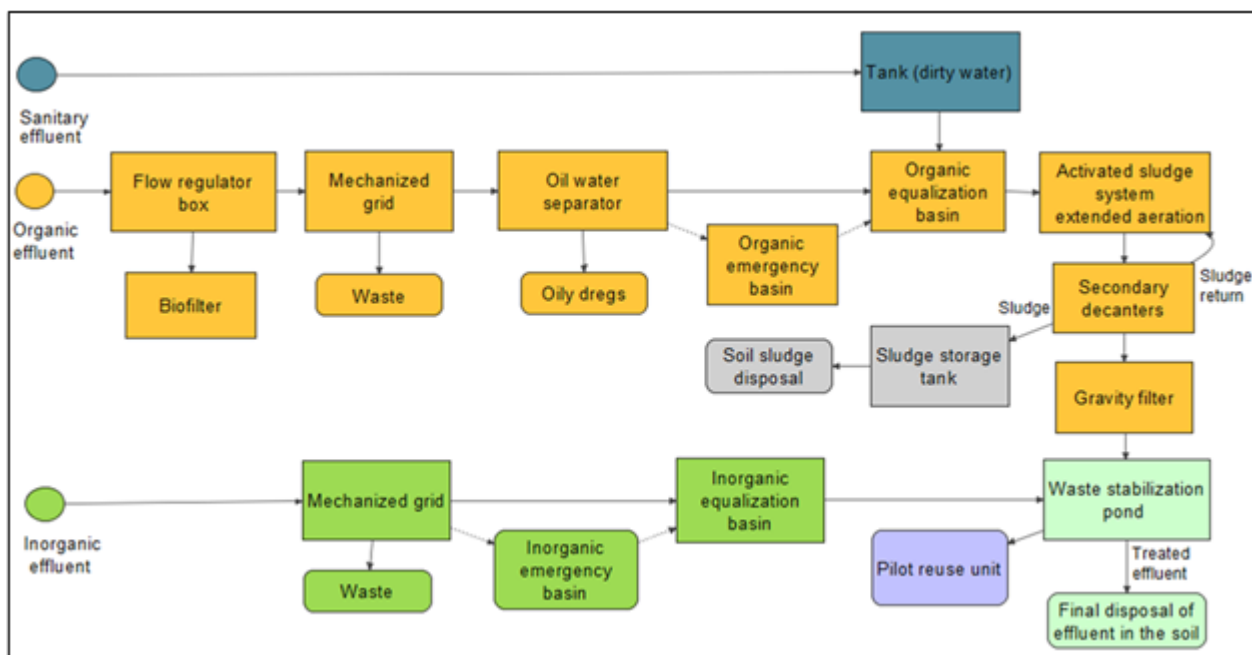 Tank (dirty water)
Sanitary
effluent
Flow regulator
box
Mechanized
grid
Oil water
separator
Organic
equalization
basin
Activated sludge
system
extended aeration
Organic
effluent
Organic
emergency
basin
Biofilter
Waste
Oily dregs
Sludge
return
Secondary
decanters
Sludge
Soil sludge
disposal
Sludge storage
tank
Gravity filter
Mechanized grid
Inorganic
equalization
basin
Waste stabilization
pond
Inorganic
effluent
Inorganic
emergency
basin
Waste
Pilot reuse unit
Treated
effluent
Final disposal of
effluent in the soil